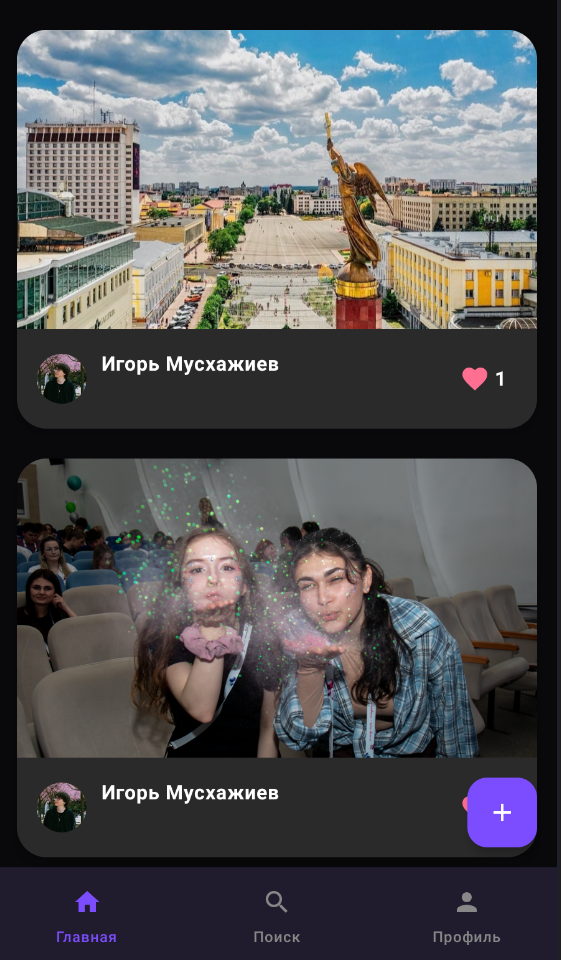 Игорь Мусхажиев
1
Игорь Мусхажиев
+
Главная
Поиск
Профиль